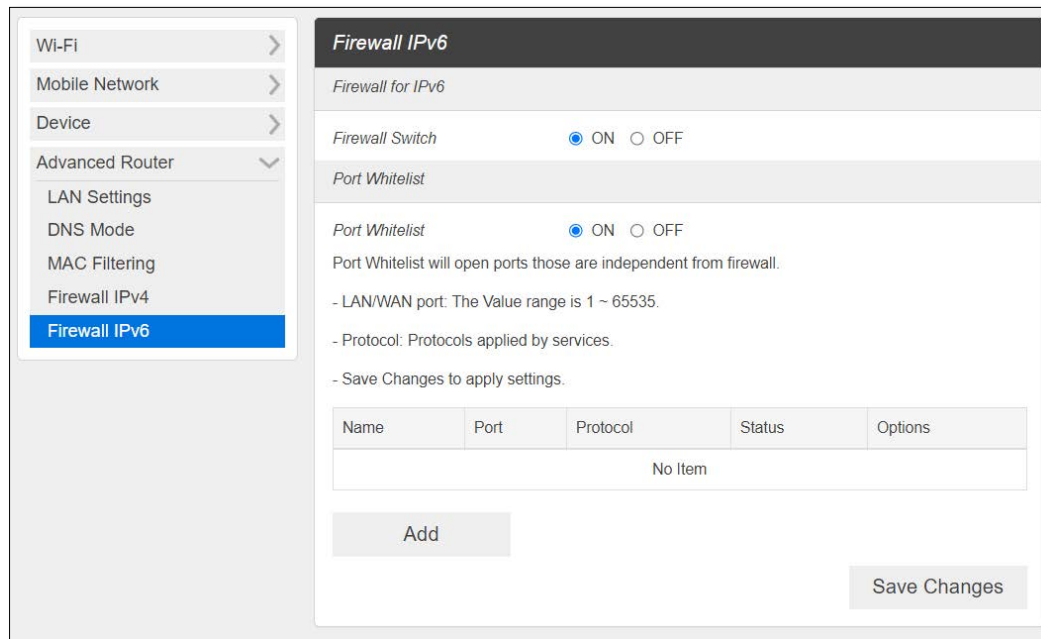 Wi-Fi
Mobile Network
Device
Advanced Router
LAN Settings
DNS Mode
MAC Filtering
Firewall IPv4
Firewall IPv6
Firewall IPv6
Firewall for IPv6
Firewall Switch ON OFF
Port Whitelist
Port Whitelist ON OFF
Port Whitelist will open ports those are independent from firewall.
- LAN/WAN port: The Value range is 1 ~ 65535.
- Protocol: Protocols applied by services.
- Save Changes to apply settings.
Name Port Protocol Status Options
No Item
Add
Save Changes